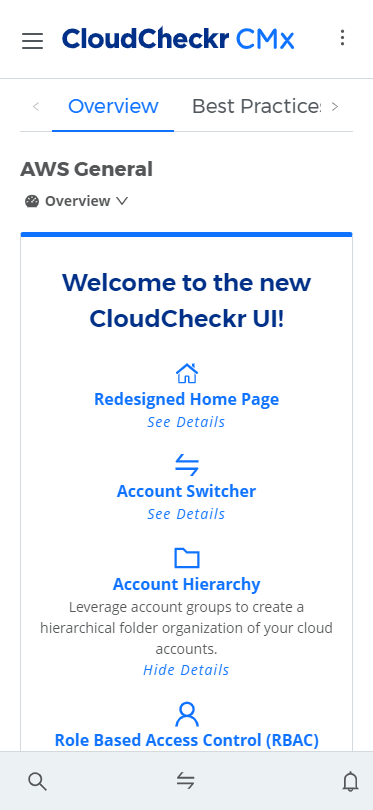 CloudCheckr CMx
Overview
Best Practices
AWS General
Overview
Welcome to the new
CloudCheckr UI!
Redesigned Home Page
See Details
Account Switcher
See Details
Account Hierarchy
Leverage account groups to create a
hierarchical folder organization of your cloud
accounts.
Hide Details
Role Based Access Control (RBAC)